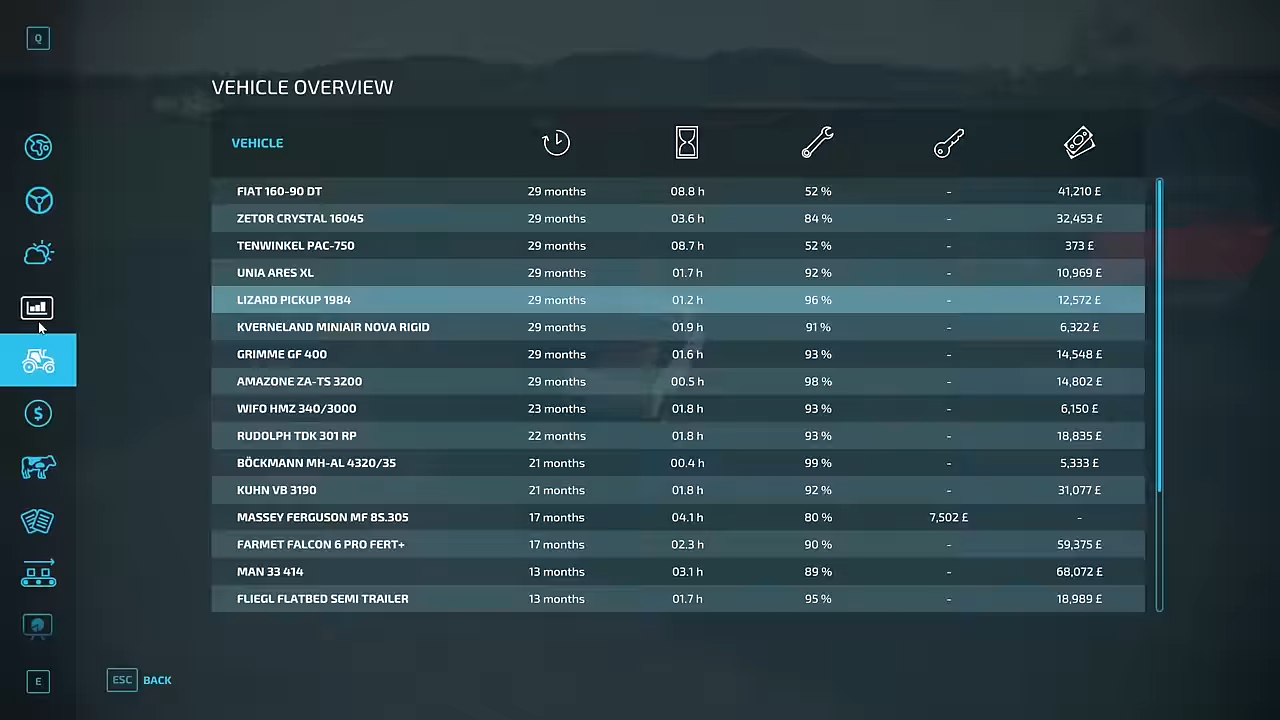 Q
VEHICLE OVERVIEW
VEHICLE
FIAT 160-90 DT 29 months 08.8 h 52 % - 41,210 £
ZETOR CRYSTAL 16045 29 months 03.6 h 84 % - 32,453 £
TENWINKEL PAC-750 29 months 08.7 h 52 % - 373 £
UNIA ARES XL 29 months 01.7 h 92 % - 10,969 £
LIZARD PICKUP 1984 29 months 01.2 h 96 % - 12,572 £
KVERNELAND MINIAIR NOVA RIGID 29 months 01.9 h 91 % - 6,322 £
GRIMME GF 400 29 months 01.6 h 93 % - 14,548 £
AMAZONE ZA-TS 3200 29 months 00.5 h 98 % - 14,802 £
WIFO HMZ 340/3000 23 months 01.8 h 93 % - 6,150 £
RUDOLPH TDK 301 RP 22 months 01.8 h 93 % - 18,835 £
BÖCKMANN MH-AL 4320/35 21 months 00.4 h 99 % - 5,333 £
KUHN VB 3190 21 months 01.8 h 92 % - 31,077 £
MASSEY FERGUSON MF 8S.305 17 months 04.1 h 80 % 7,502 £ -
FARMET FALCON 6 PRO FERT+ 17 months 02.3 h 90 % - 59,375 £
MAN 33 414 13 months 03.1 h 89 % - 68,072 £
FLIEGL FLATBED SEMI TRAILER 13 months 01.7 h 95 % - 18,989 £
E
ESC BACK